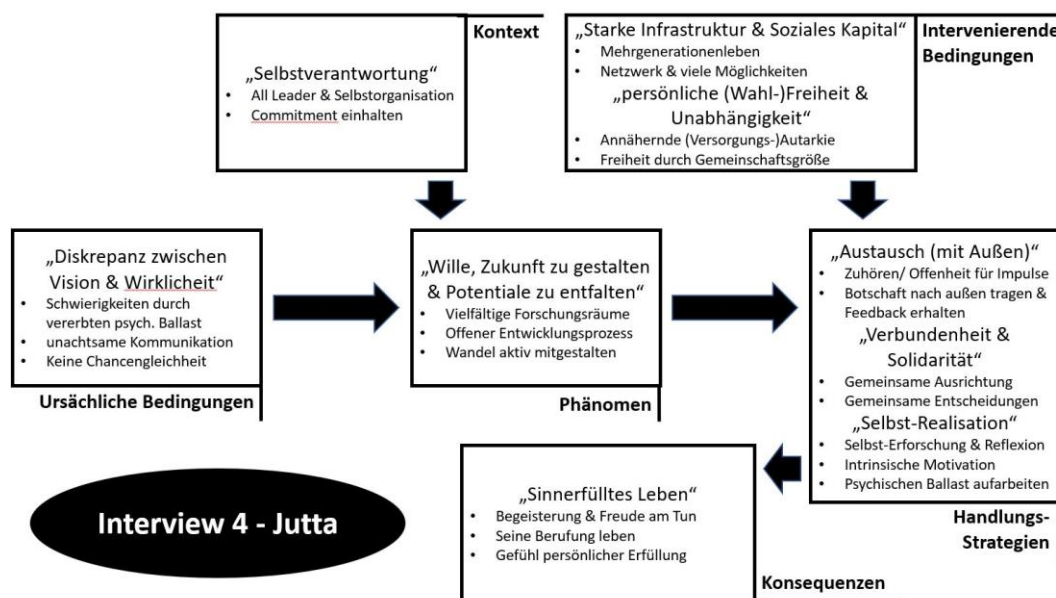 Kontext
„Selbstverantwortung“
• All Leader & Selbstorganisation
• Commitment einhalten
„Starke Infrastruktur & Soziales Kapital“
• Mehrgenerationenleben
• Netzwerk & viele Möglichkeiten
„persönliche (Wahl-)Freiheit &
Unabhängigkeit“
• Annähernde (Versorgungs-)Autarkie
• Freiheit durch Gemeinschaftsgröße
Intervenierende
Bedingungen
„Diskrepanz zwischen
Vision & Wirklicheit“
• Schwierigkeiten durch
vererbten psych. Ballast
• unachtsame Kommunikation
• Keine Chancengleichheit
Ursächliche Bedingungen
„Wille, Zukunft zu gestalten
& Potentiale zu entfalten“
• Vielfältige Forschungsräume
• Offener Entwicklungsprozess
• Wandel aktiv mitgestalten
Phänomen
„Austausch (mit Außen)“
• Zuhören/ Offenheit für Impulse
• Botschaft nach außen tragen &
Feedback erhalten
„Verbundenheit &
Solidarität“
• Gemeinsame Ausrichtung
• Gemeinsame Entscheidungen
„Selbst-Realisation“
• Selbst-Erforschung & Reflexion
• Intrinsische Motivation
• Psychischen Ballast aufarbeiten
Handlungs-
Strategien
„Sinnerfülltes Leben“
• Begeisterung & Freude am Tun
• Seine Berufung leben
• Gefühl persönlicher Erfüllung
Konsequenzen
Interview 4 - Jutta